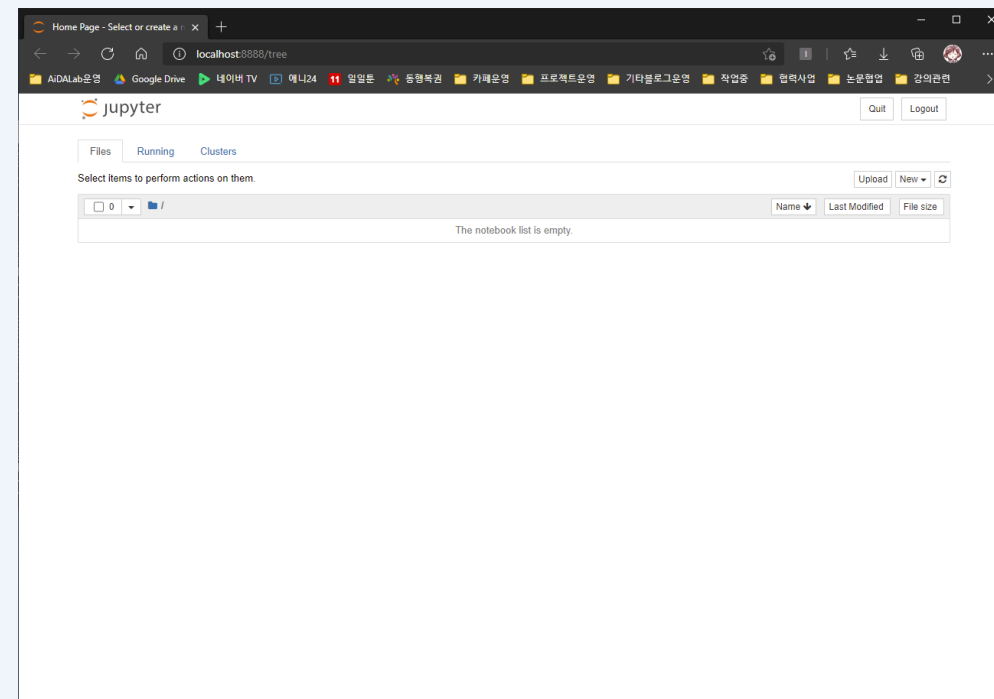 Home Page - Select or create a n
localhost:8888/tree
AiDALab운영 Google Drive 네이버 TV 애니24 11 일일툰 동행복권 카페운영 프로젝트운영 기타블로그운영 작업중 협력사업 논문협업 강의관련
jupyter Quit Logout
Files Running Clusters
Select items to perform actions on them. Upload New
0 / Name Last Modified File size
The notebook list is empty.